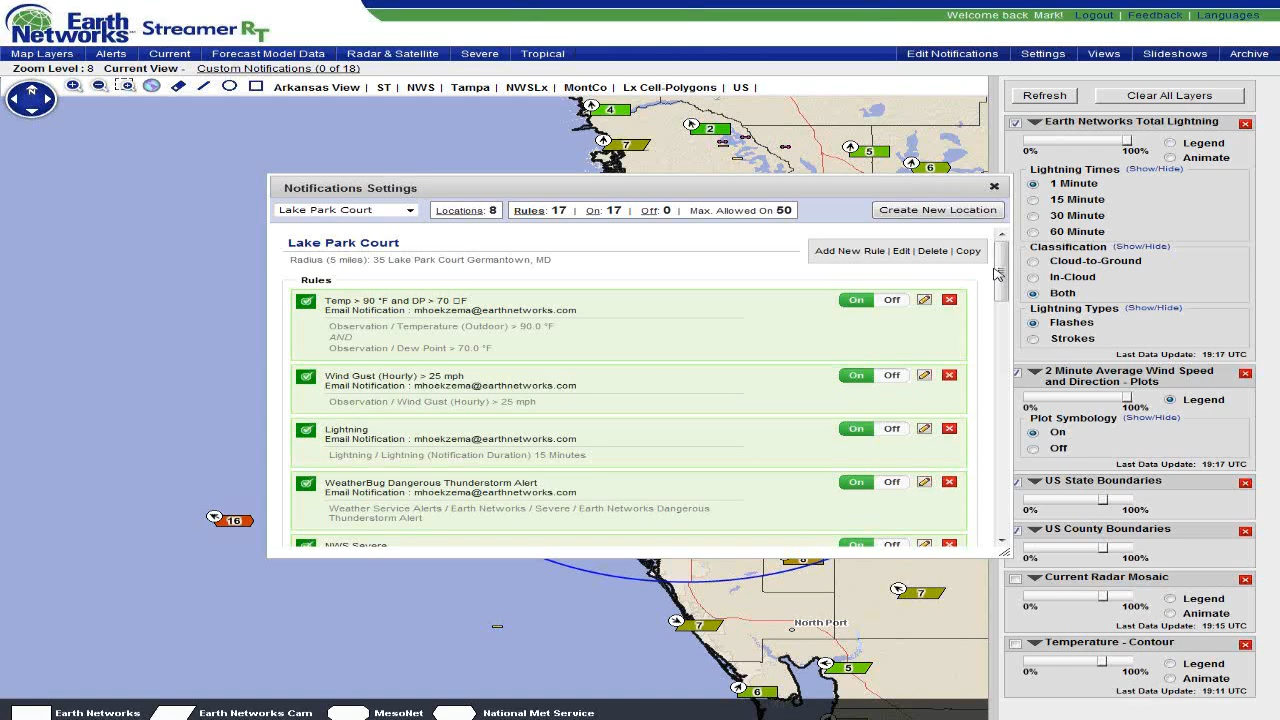 Earth Networks Streamer RT
Welcome back Mark! Logout | Feedback | Languages
Map Layers Alerts Current Forecast Model Data Radar & Satellite Severe Tropical Edit Notifications Settings Views Slideshows Archive
Zoom Level : 8 Current View - Custom Notifications (0 of 18)
Arkansas View | ST | NWS | Tampa | NWSLx | MontCo | Lx Cell-Polygons | US |
4
2
7
5
6
Notifications Settings
Lake Park Court Locations: 8 Rules: 17 | On: 17 | Off: 0 | Max. Allowed On 50 Create New Location
Lake Park Court
Radius (5 miles): 35 Lake Park Court Germantown, MD
Add New Rule | Edit | Delete | Copy
Rules
Temp > 90 °F and DP > 70 □F On Off
Email Notification : mhoekzema@earthnetworks.com
Observation / Temperature (Outdoor) > 90.0 °F
AND
Observation / Dew Point > 70.0 °F
Wind Gust (Hourly) > 25 mph On Off
Email Notification : mhoekzema@earthnetworks.com
Observation / Wind Gust (Hourly) > 25 mph
Lightning On Off
Email Notification : mhoekzema@earthnetworks.com
Lightning / Lightning (Notification Duration) 15 Minutes
WeatherBug Dangerous Thunderstorm Alert On Off
Email Notification : mhoekzema@earthnetworks.com
Weather Service Alerts / Earth Networks / Severe / Earth Networks Dangerous
Thunderstorm Alert
NWS Severe On Off
16
7
North Port
7
5
6
Refresh Clear All Layers
Earth Networks Total Lightning
0% 100% Legend
Animate
Lightning Times (Show/Hide)
1 Minute
15 Minute
30 Minute
60 Minute
Classification (Show/Hide)
Cloud-to-Ground
In-Cloud
Both
Lightning Types (Show/Hide)
Flashes
Strokes
Last Data Update: 19:17 UTC
2 Minute Average Wind Speed
and Direction - Plots
0% 100% Legend
Plot Symbology (Show/Hide)
On
Off
Last Data Update: 19:17 UTC
US State Boundaries
0% 100%
US County Boundaries
0% 100%
Current Radar Mosaic
0% 100% Legend
Animate
Last Data Update: 19:15 UTC
Temperature - Contour
0% 100% Legend
Animate
Last Data Update: 19:11 UTC
Earth Networks Earth Networks Cam MesoNet National Met Service